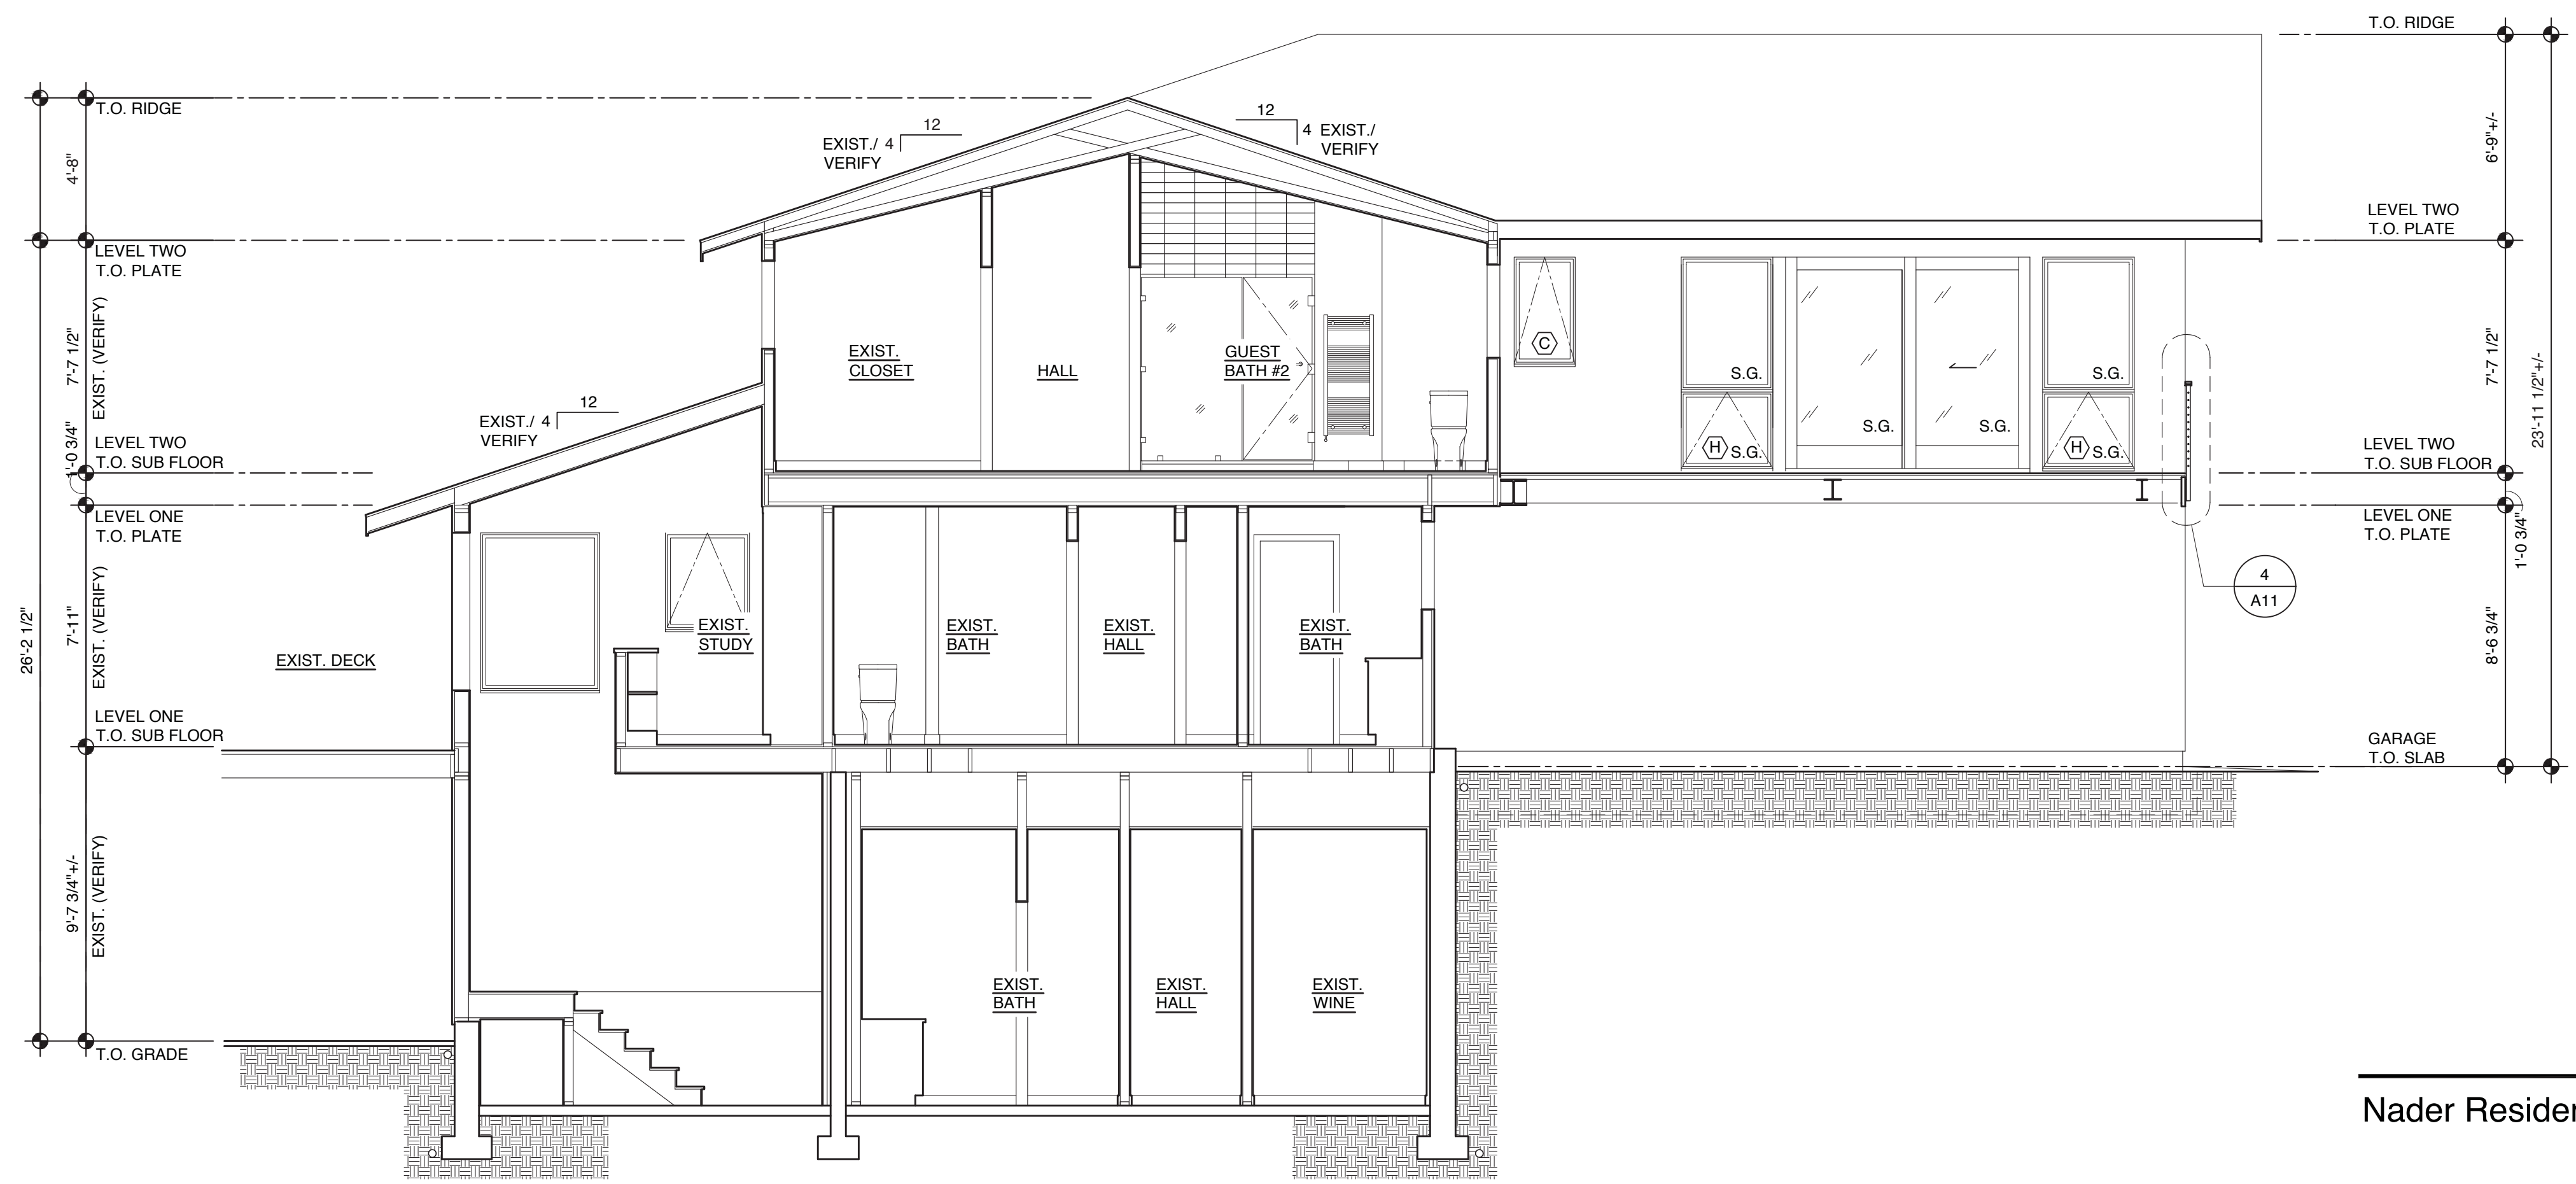 T.O. RIDGE
T.O. RIDGE
12
EXIST./ 4
VERIFY
12
4 EXIST./
VERIFY
4'-8"
6'-9"+/-
LEVEL TWO
T.O. PLATE
LEVEL TWO
T.O. PLATE
7'-7 1/2"
EXIST. (VERIFY)
EXIST.
CLOSET
HALL
GUEST
BATH #2
C
S.G.
S.G.
S.G.
S.G.
H S.G.
H S.G.
7'-7 1/2"
23'-11 1/2"+/-
12
EXIST./ 4
VERIFY
1'-0 3/4"
LEVEL TWO
T.O. SUB FLOOR
LEVEL TWO
T.O. SUB FLOOR
LEVEL ONE
T.O. PLATE
LEVEL ONE
T.O. PLATE
1'-0 3/4"
4
A11
26'-2 1/2"
7'-11"
EXIST. (VERIFY)
EXIST. DECK
EXIST.
STUDY
EXIST.
BATH
EXIST.
HALL
EXIST.
BATH
8'-6 3/4"
LEVEL ONE
T.O. SUB FLOOR
GARAGE
T.O. SLAB
9'-7 3/4"+/-
EXIST. (VERIFY)
EXIST.
BATH
EXIST.
HALL
EXIST.
WINE
T.O. GRADE
Nader Resider